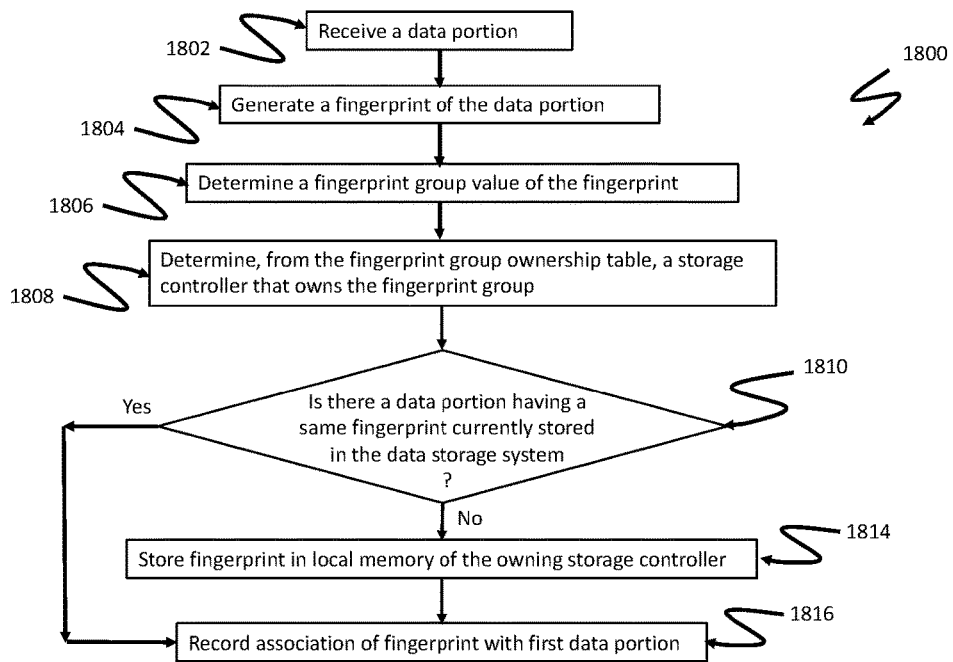 1802
Receive a data portion
1800
1804
Generate a fingerprint of the data portion
1806
Determine a fingerprint group value of the fingerprint
1808
Determine, from the fingerprint group ownership table, a storage
controller that owns the fingerprint group
1810
Yes
Is there a data portion having a
same fingerprint currently stored
in the data storage system
?
No
1814
Store fingerprint in local memory of the owning storage controller
1816
Record association of fingerprint with first data portion